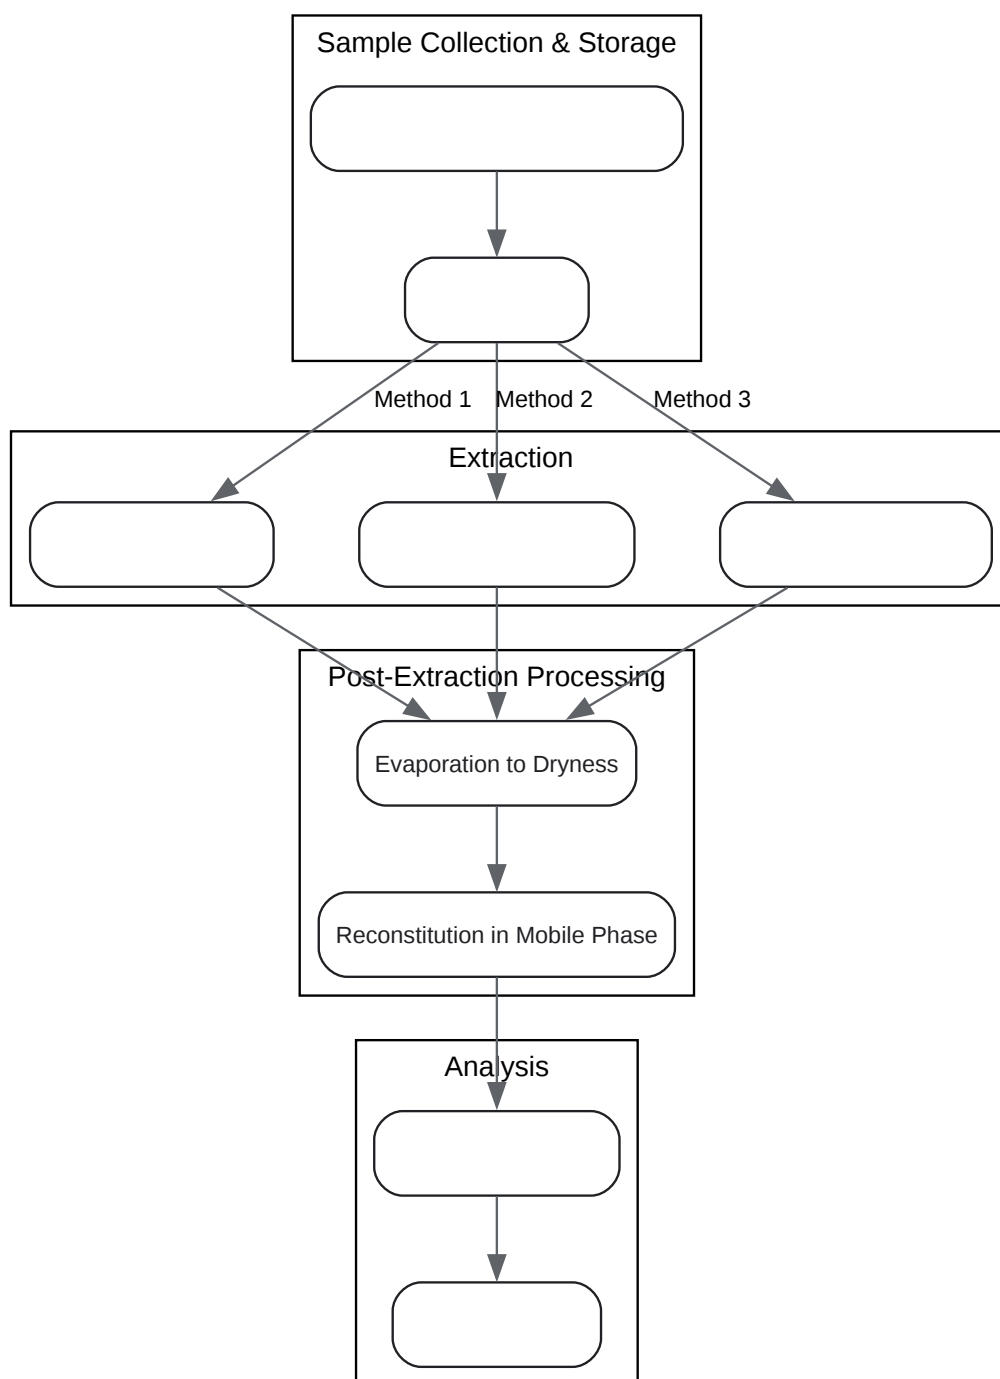 Sample Collection & Storage
Method 1
Method 2
Method 3
Extraction
Post-Extraction Processing
Evaporation to Dryness
Reconstitution in Mobile Phase
Analysis